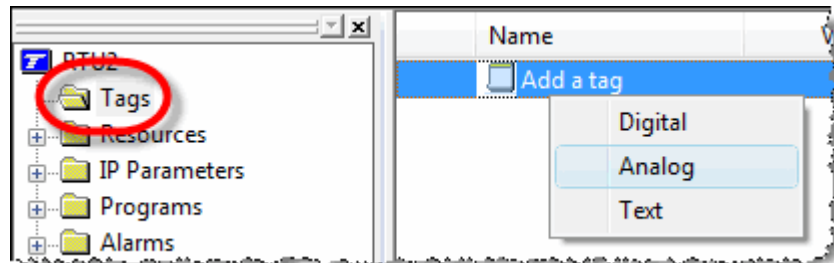 RTU2
Tags
Resources
IP Parameters
Programs
Alarms
Name
Add a tag
Digital
Analog
Text